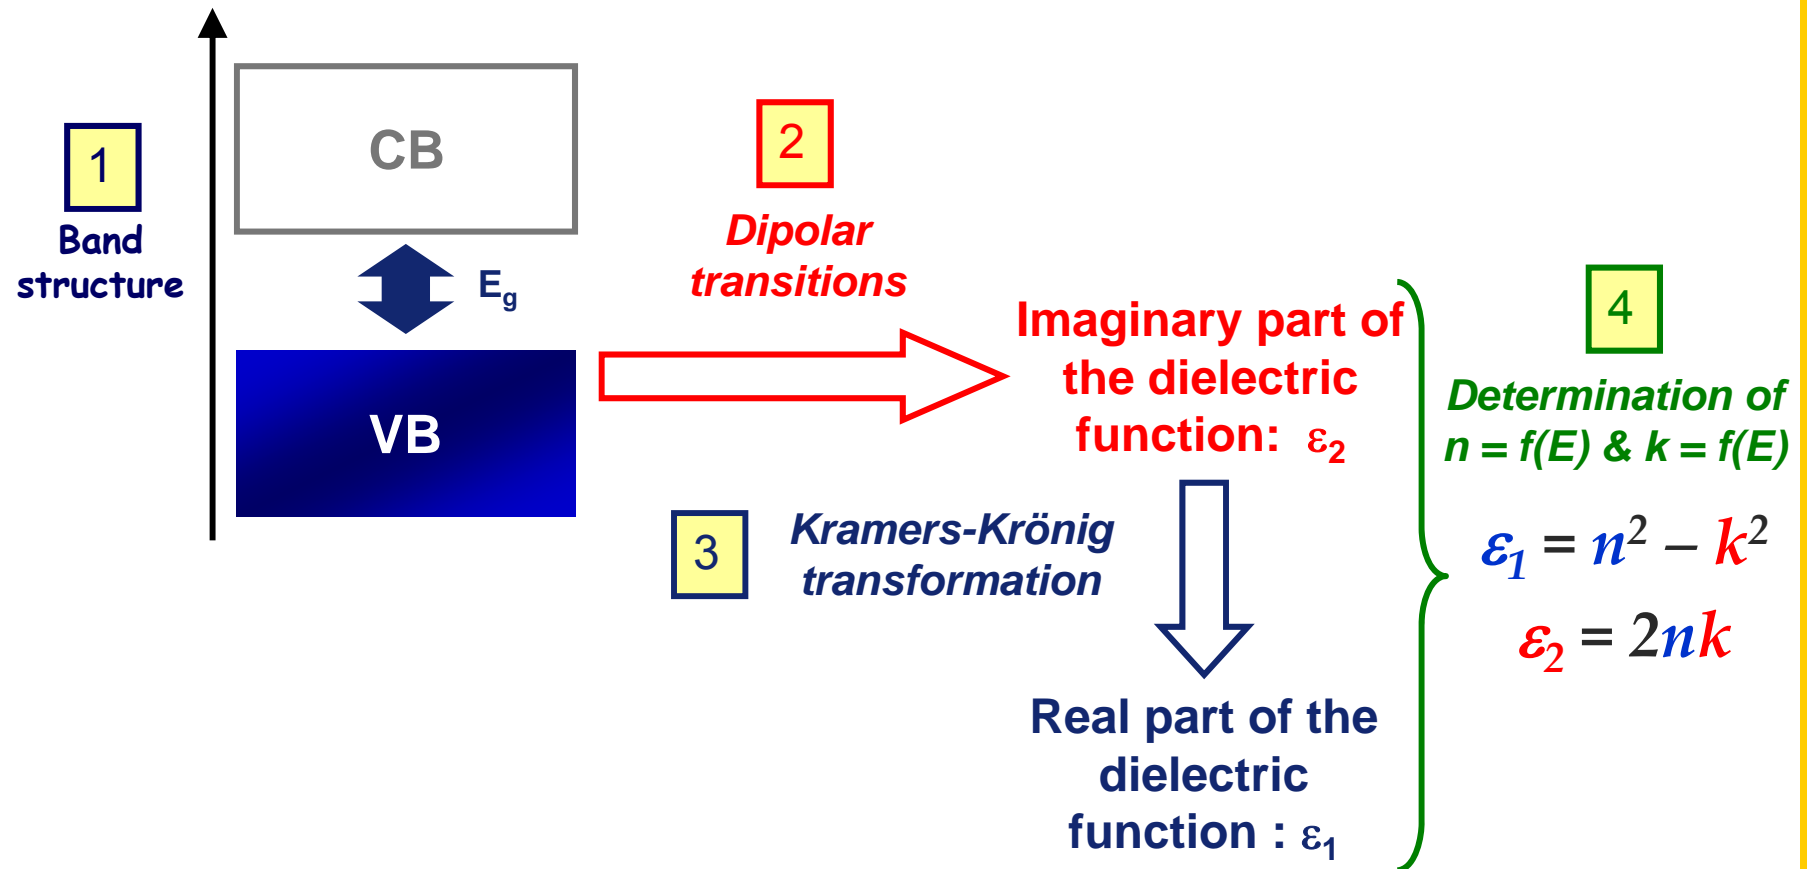 1
Band
structure
CB
E_g
VB
2
Dipolar
transitions
Imaginary part of
the dielectric
function: ε₂
3
Kramers-Krönig
transformation
Real part of the
dielectric
function : ε₁
4
Determination of
n = f(E) & k = f(E)
ε₁ = n² – k²
ε₂ = 2nk